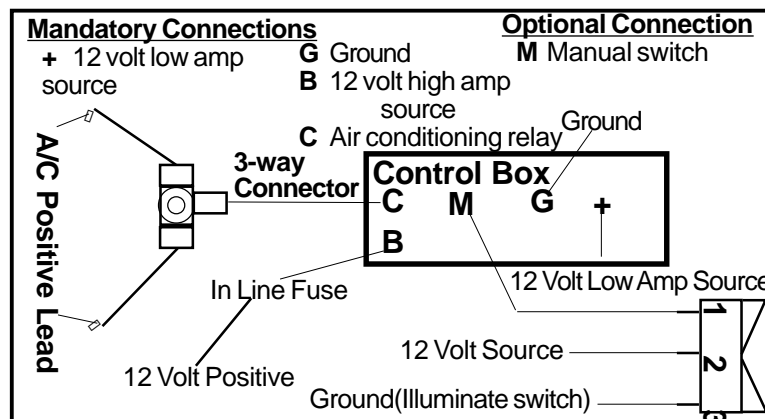 Mandatory Connections
+ 12 volt low amp
source
G Ground
B 12 volt high amp
source
C Air conditioning relay
Optional Connection
M Manual switch
Ground
A/C Positive Lead
3-way
Connector
Control Box
C M G +
B
12 Volt Low Amp Source
In Line Fuse
12 Volt Positive
1
12 Volt Source
2
Ground(Illuminate switch)
3